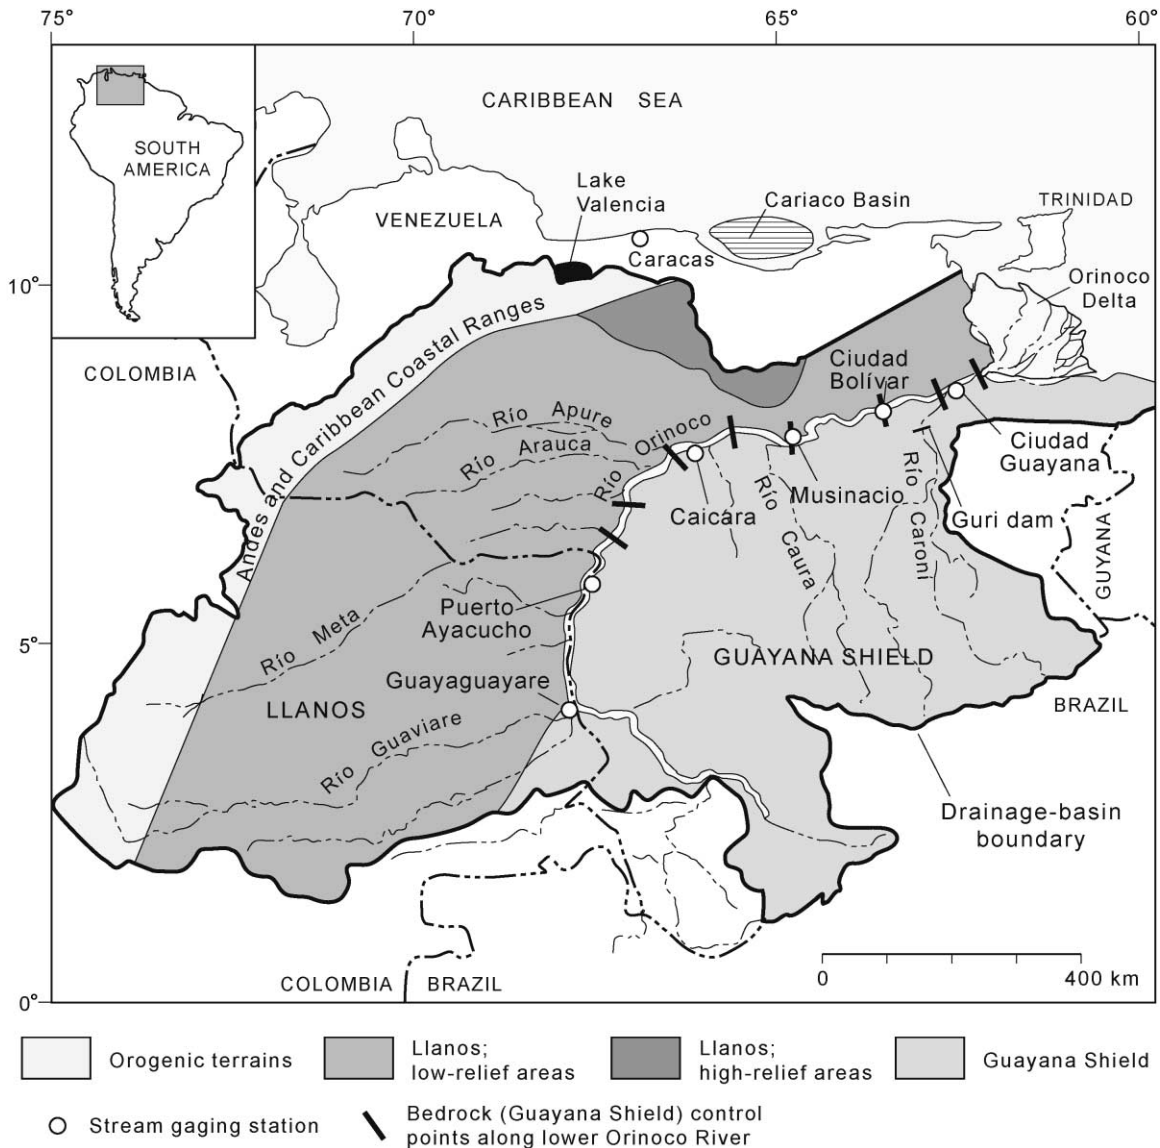 75°
70°
65°
60°
CARIBBEAN SEA
SOUTH
AMERICA
Lake
Valencia
Cariaco Basin
TRINIDAD
VENEZUELA
Caracas
10°
Orinoco
Delta
Andes and Caribbean Coastal Ranges
COLOMBIA
Ciudad
Bolívar
Río Apure
Río Arauca
Río Orinoco
Ciudad
Guayana
Caicara
Río Caura
Musinacio
Río Caroni
Guri dam
GUYANA
Puerto
Ayacucho
5°
Río Meta
GUAYANA SHIELD
Guayaguayare
LLANOS
BRAZIL
Río Guaviare
Drainage-basin
boundary
COLOMBIA
BRAZIL
0
400 km
0°
Orogenic terrains
Llanos;
low-relief areas
Llanos;
high-relief areas
Guayana Shield
Stream gaging station
Bedrock (Guayana Shield) control
points along lower Orinoco River